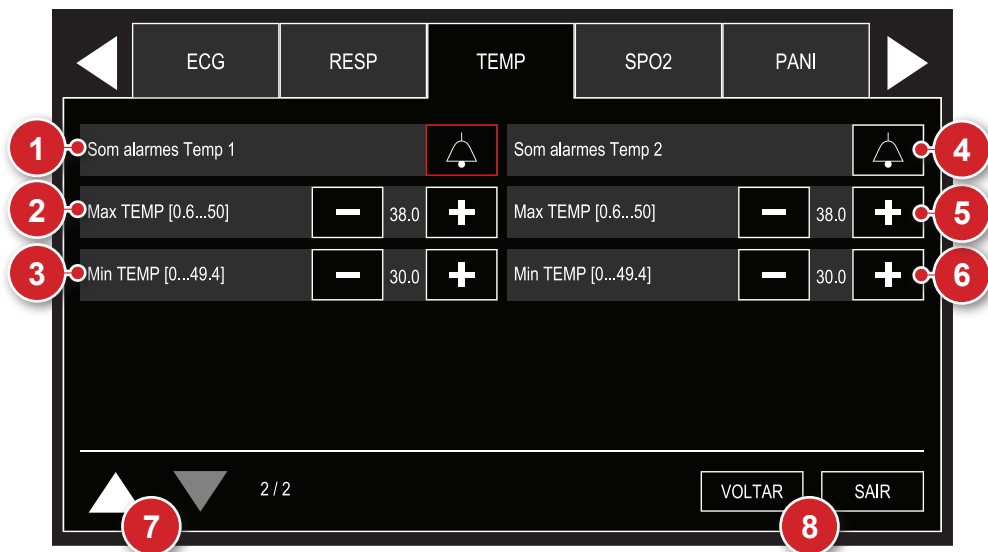 ECG RESP TEMP SPO2 PANI
1 Som alarmes Temp 1 Som alarmes Temp 2 4
2 Max TEMP [0.6...50] 38.0 Max TEMP [0.6...50] 38.0 5
3 Min TEMP [0...49.4] 30.0 Min TEMP [0...49.4] 30.0 6
2 / 2 VOLTAR SAIR
7 8